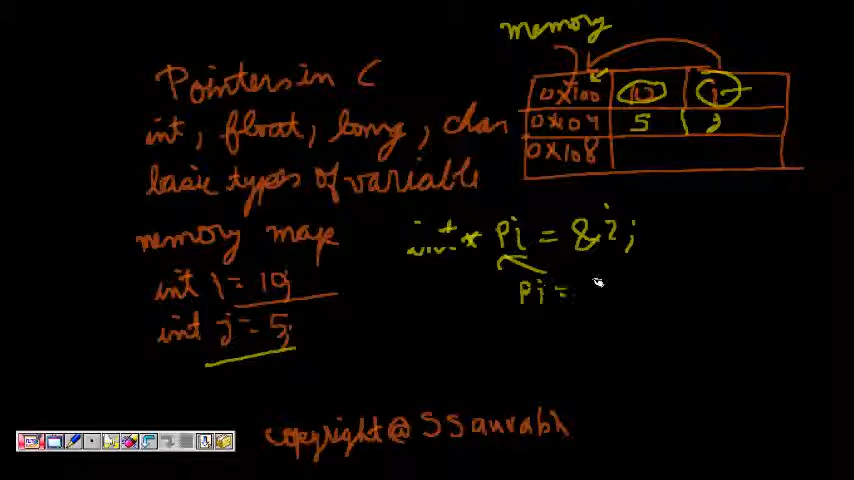 memory
Pointers in C
int, float, long, char
basic types of variable
memory map
int i = 10;
int j = 5;
0x100 10 i
0x104 5 j
0x108
int * Pi = &i;
Pi =
copyright@SSaurabh